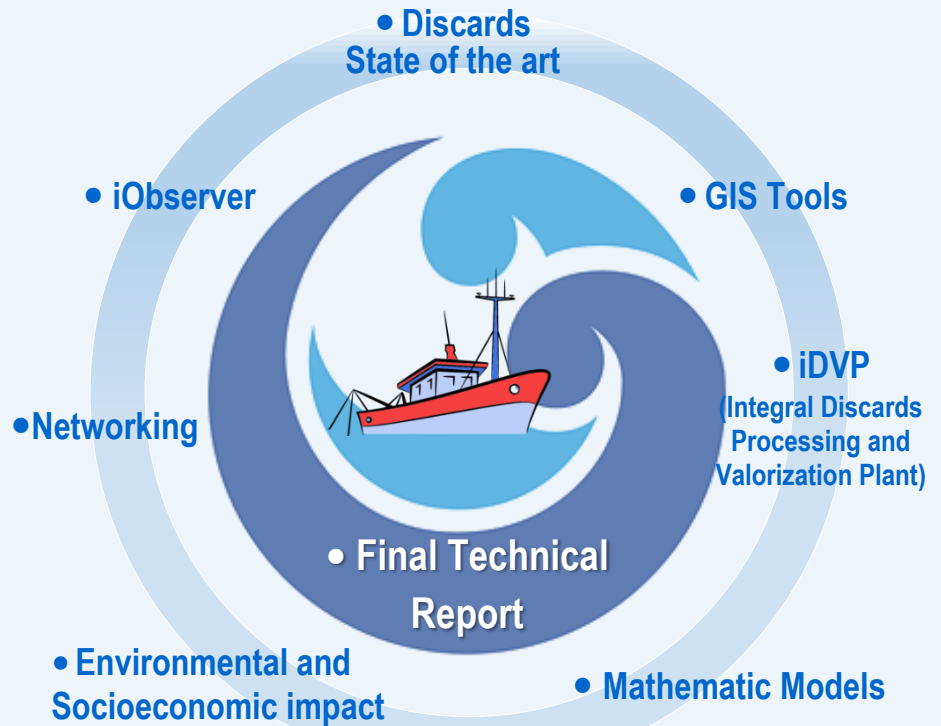 • Discards
State of the art
• iObserver
• GIS Tools
• iDVP
(Integral Discards
Processing and
Valorization Plant)
•Networking
• Final Technical
Report
• Environmental and
Socioeconomic impact
• Mathematic Models